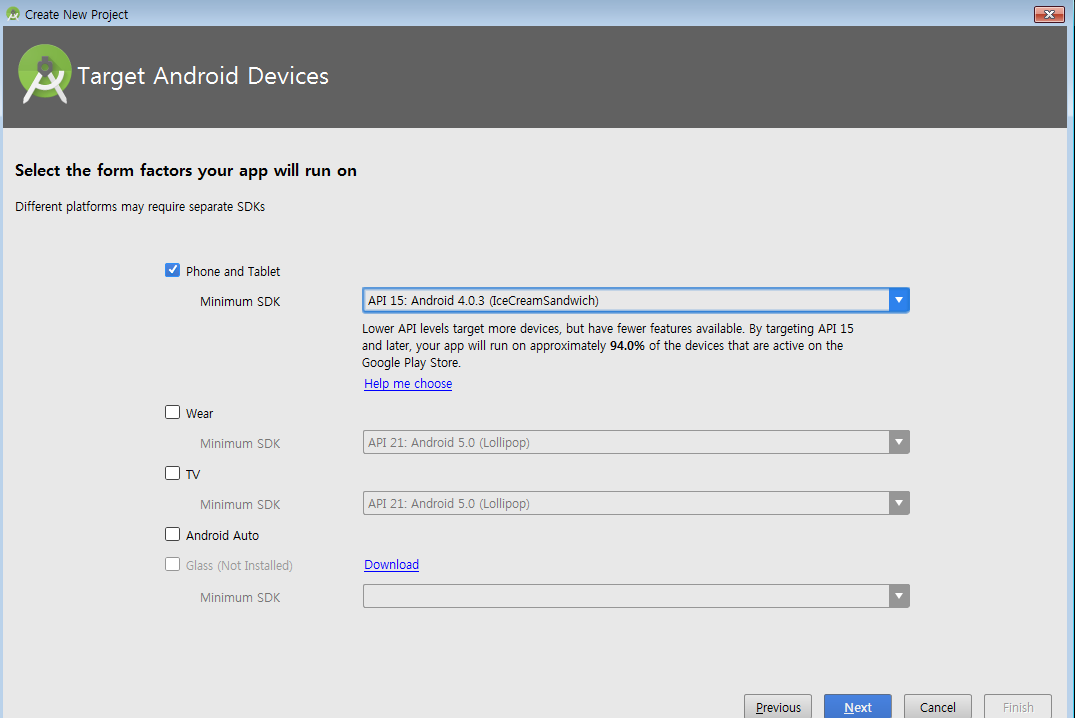 Create New Project
Target Android Devices
Select the form factors your app will run on
Different platforms may require separate SDKs
Phone and Tablet
Minimum SDK
API 15: Android 4.0.3 (IceCreamSandwich)
Lower API levels target more devices, but have fewer features available. By targeting API 15
and later, your app will run on approximately 94.0% of the devices that are active on the
Google Play Store.
Help me choose
Wear
Minimum SDK
API 21: Android 5.0 (Lollipop)
TV
Minimum SDK
API 21: Android 5.0 (Lollipop)
Android Auto
Glass (Not Installed)
Download
Minimum SDK
Previous
Next
Cancel
Finish